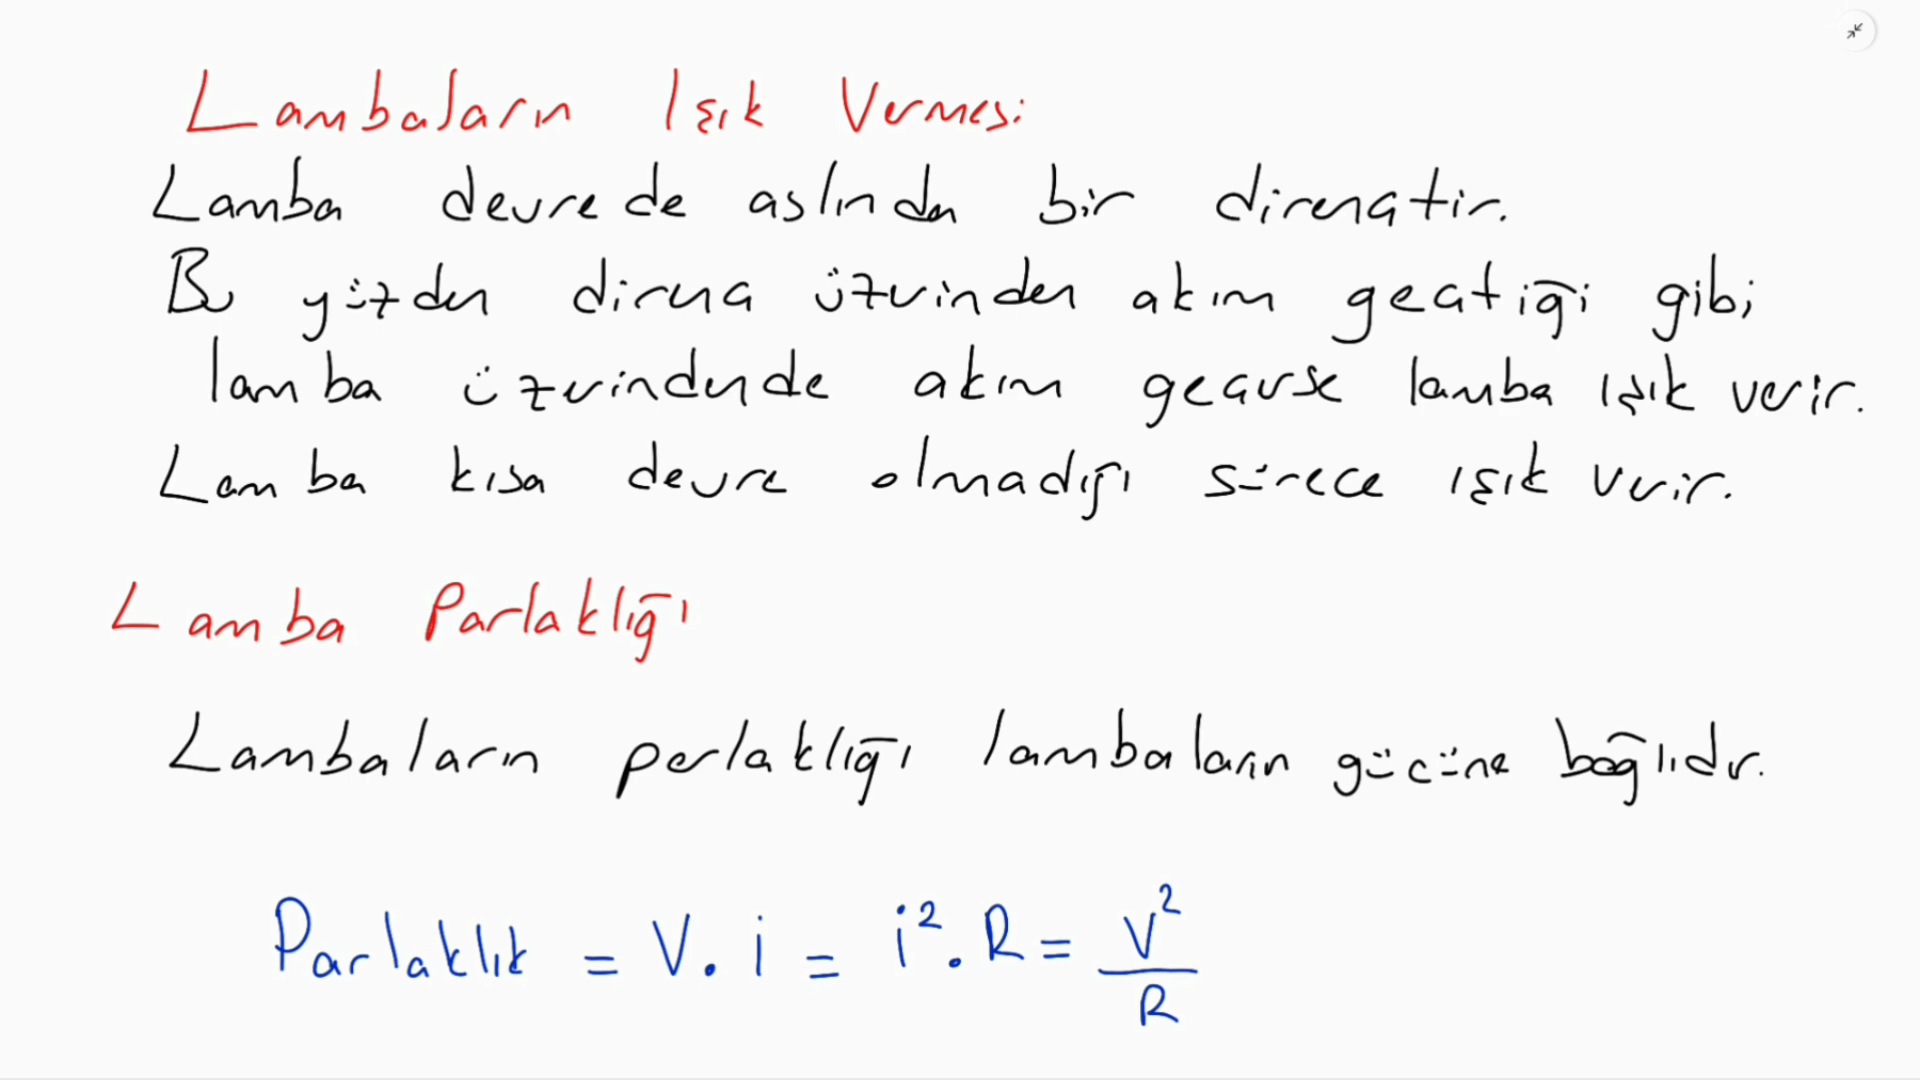 Lambaların Işık Vermesi
Lamba devrede aslında bir dirençtir.
Bu yüzden direnç üzerinden akım geçtiği gibi
lamba üzerindende akım geçerse lamba ışık verir.
Lamba kısa devre olmadığı sürece ışık verir.
Lamba Parlaklığı
Lambaların parlaklığı lambaların gücüne bağlıdır.
Parlaklık = V. i = i². R = V²/R